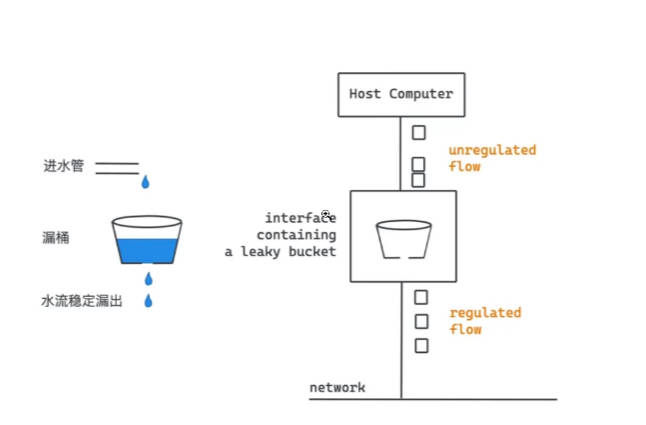 进水管
漏桶
水流稳定漏出
Host Computer
unregulated
flow
interface
containing
a leaky bucket
regulated
flow
network